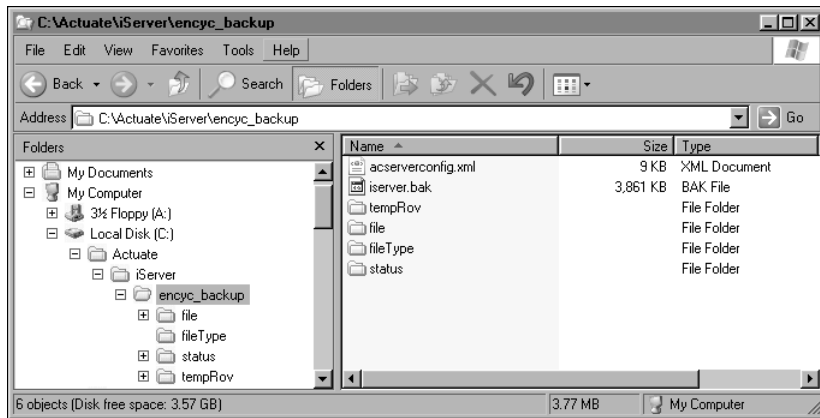 C:\Actuate\iServer\encyc_backup
File Edit View Favorites Tools Help
Back Search Folders
Address C:\Actuate\iServer\encyc_backup Go
Folders
My Documents
My Computer
3½ Floppy (A:)
Local Disk (C:)
Actuate
iServer
encyc_backup
file
fileType
status
tempRov
Name Size Type
acserverconfig.xml 9 KB XML Document
iserver.bak 3,861 KB BAK File
tempRov File Folder
file File Folder
fileType File Folder
status File Folder
6 objects (Disk free space: 3.57 GB) 3.77 MB My Computer